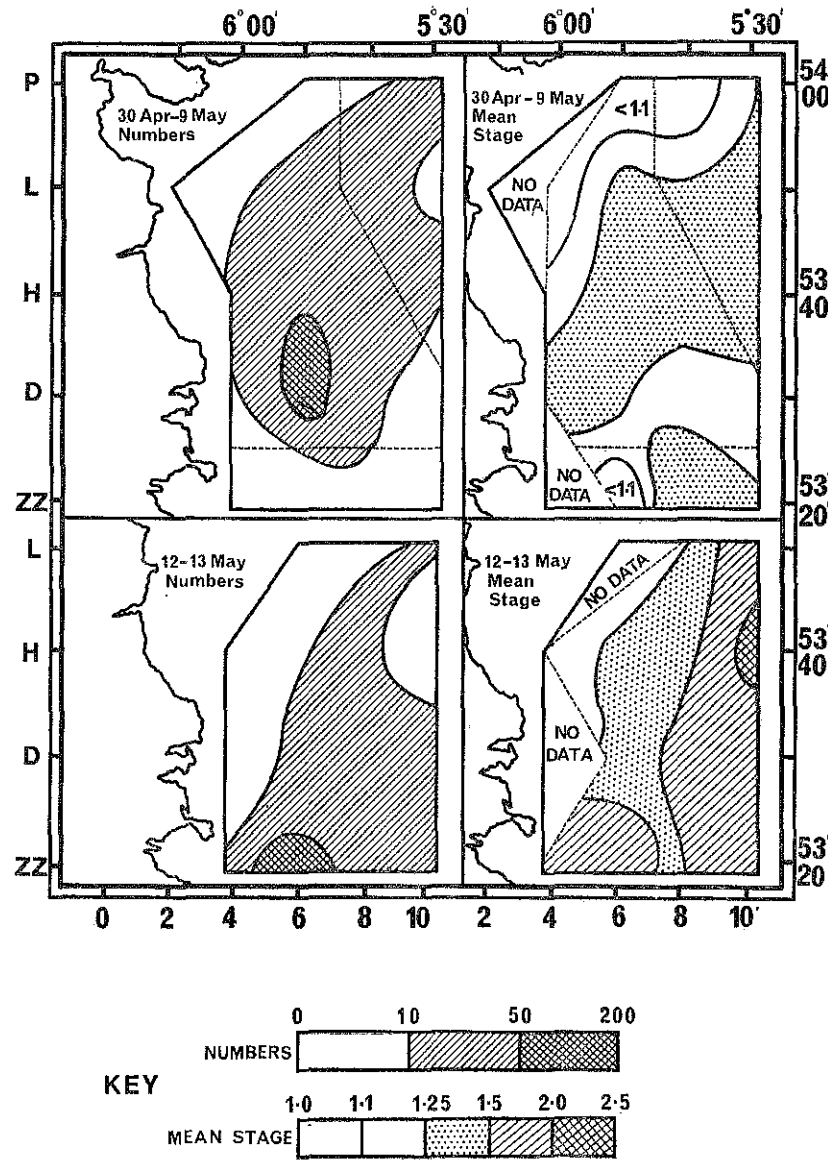 6°00' 5°30' 6°00' 5°30'
P
L
H
D
ZZ
30 Apr-9 May
Numbers
30 Apr-9 May
Mean
Stage
<1·1
NO
DATA
NO
DATA
<1·1
54°
00'
53°
40'
53°
20'
L
H
D
ZZ
12-13 May
Numbers
12-13 May
Mean
Stage
NO DATA
NO
DATA
53°
40'
53°
20'
0 2 4 6 8 10 2 4 6 8 10'
KEY
0 10 50 200
NUMBERS
1·0 1·1 1·25 1·5 2·0 2·5
MEAN STAGE